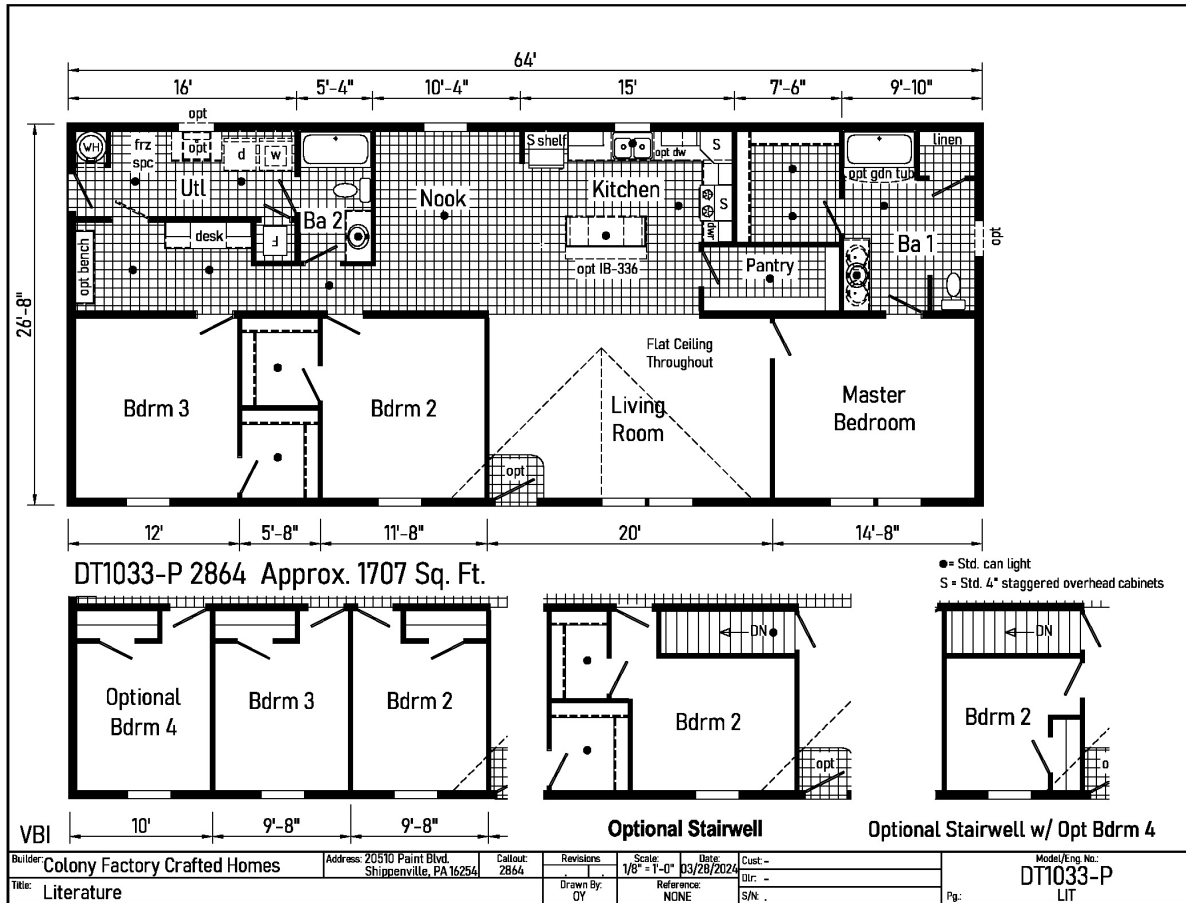 64'
16'
5'-4"
10'-4"
15'
7'-6"
9'-10"
26'-8"
opt
WH
frz
spc
opt
d
w
Utl
Ba 2
Nook
S shelf
opt dw
S
Kitchen
S
dwr
opt IB-336
Pantry
linen
opt gdn tub
Ba 1
opt
opt bench
desk
F
Bdrm 3
Bdrm 2
Flat Ceiling
Throughout
Living
Room
opt
Master
Bedroom
12'
5'-8"
11'-8"
20'
14'-8"
DT1033-P 2864 Approx. 1707 Sq. Ft.
●= Std. can light
S = Std. 4" staggered overhead cabinets
Optional
Bdrm 4
Bdrm 3
Bdrm 2
10'
9'-8"
9'-8"
DN
Bdrm 2
opt
Optional Stairwell
DN
Bdrm 2
o
Optional Stairwell w/ Opt Bdrm 4
VBI
Builder: Colony Factory Crafted Homes
Address: 20510 Paint Blvd.
Shippenville, PA 16254
Callout:
2864
Revisions
. .
Scale:
1/8" = 1'-0"
Date:
03/28/2024
Cust: -
Dlr: -
S/N: .
Model/Eng. No.:
DT1033-P
Title: Literature
Drawn By:
OY
Reference:
NONE
Pg.: LIT